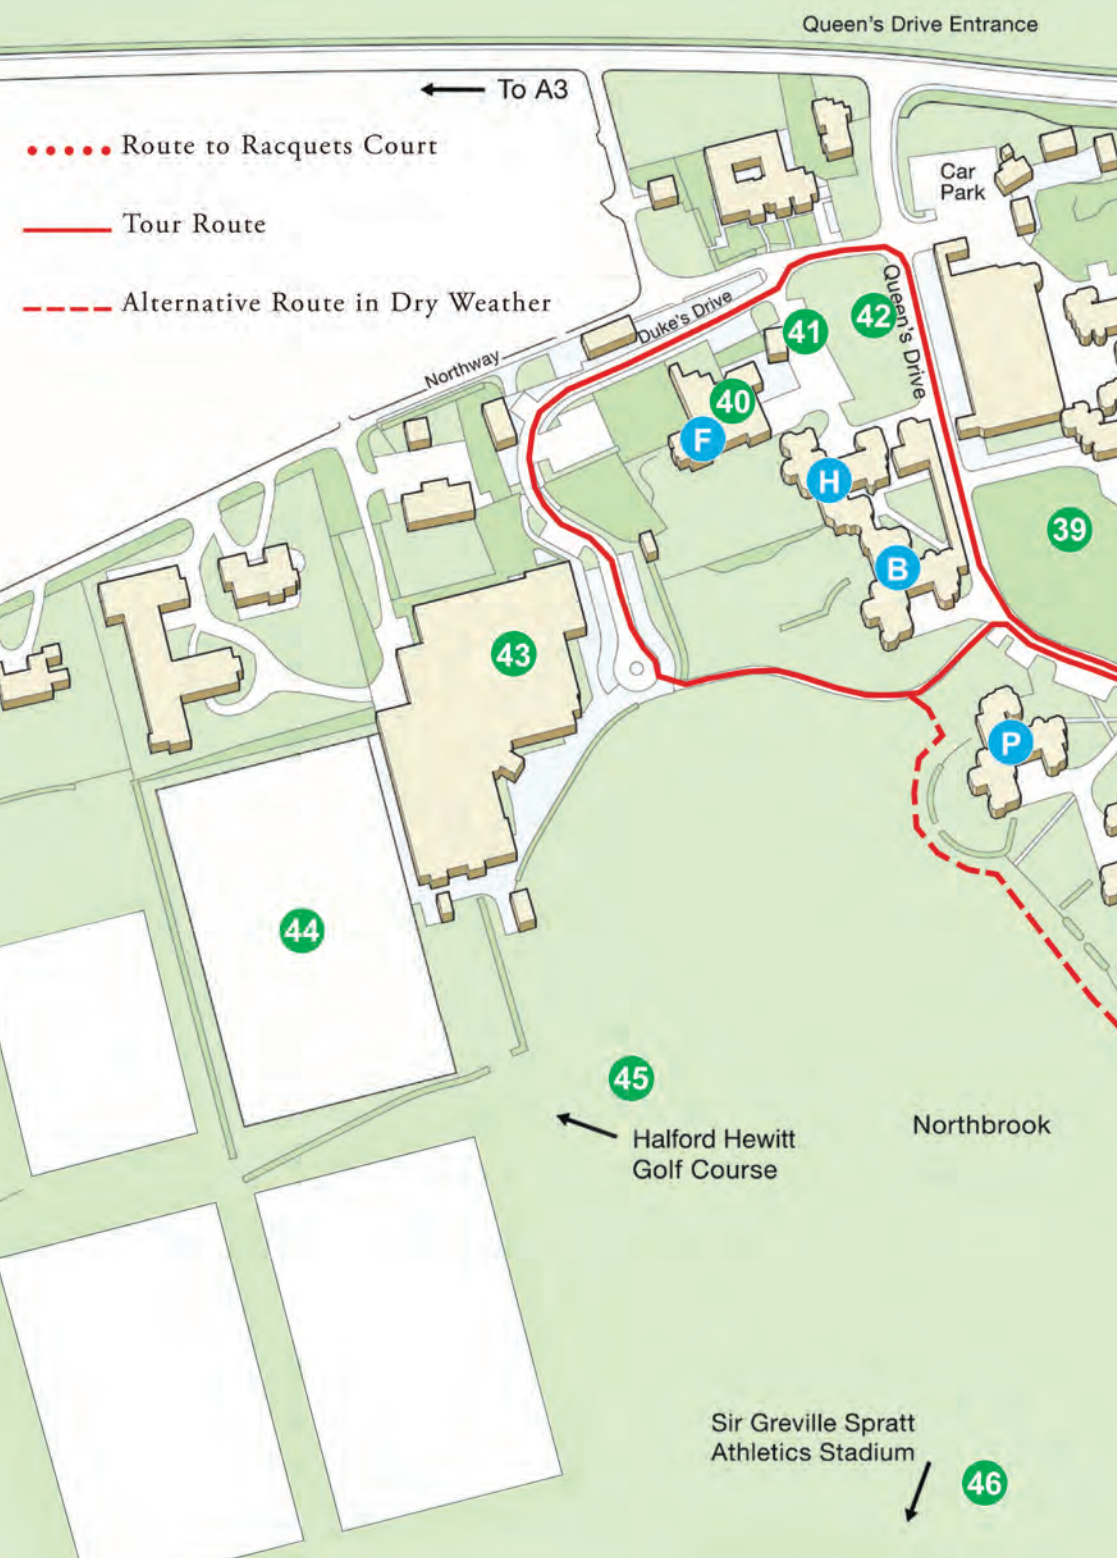 Queen's Drive Entrance
To A3
Route to Racquets Court
Car
Park
Tour Route
Alternative Route in Dry Weather
Queen's Drive
Duke's Drive
41
42
Northway
40
F
H
39
B
43
P
44
45
Halford Hewitt
Golf Course
Northbrook
Sir Greville Spratt
Athletics Stadium
46